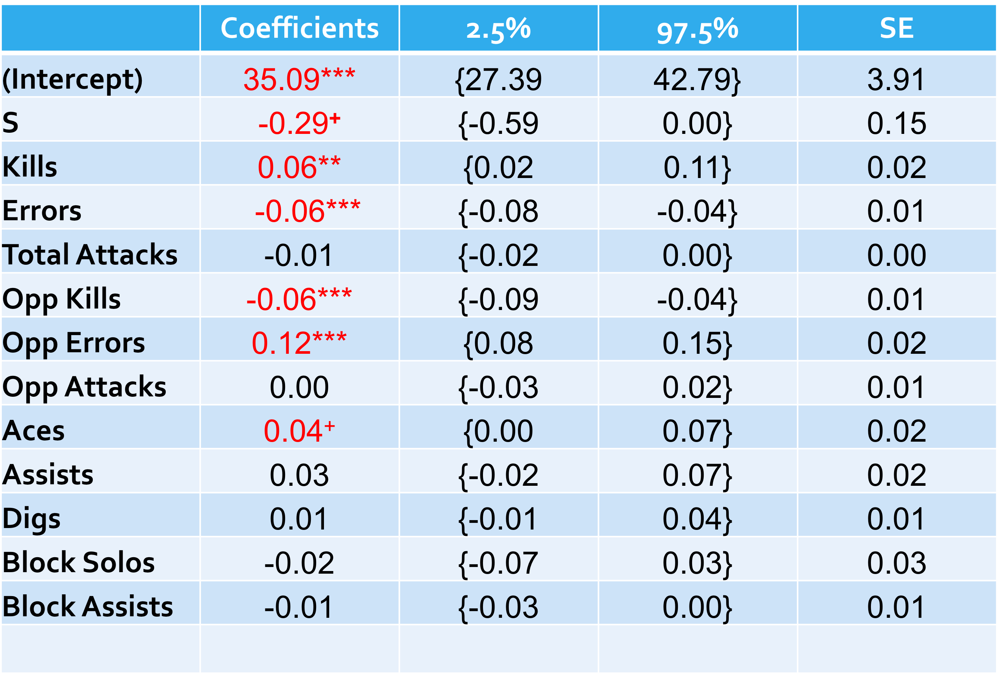 Coefficients 2.5% 97.5% SE
(Intercept) 35.09*** {27.39 42.79} 3.91
S -0.29+ {-0.59 0.00} 0.15
Kills 0.06** {0.02 0.11} 0.02
Errors -0.06*** {-0.08 -0.04} 0.01
Total Attacks -0.01 {-0.02 0.00} 0.00
Opp Kills -0.06*** {-0.09 -0.04} 0.01
Opp Errors 0.12*** {0.08 0.15} 0.02
Opp Attacks 0.00 {-0.03 0.02} 0.01
Aces 0.04+ {0.00 0.07} 0.02
Assists 0.03 {-0.02 0.07} 0.02
Digs 0.01 {-0.01 0.04} 0.01
Block Solos -0.02 {-0.07 0.03} 0.03
Block Assists -0.01 {-0.03 0.00} 0.01